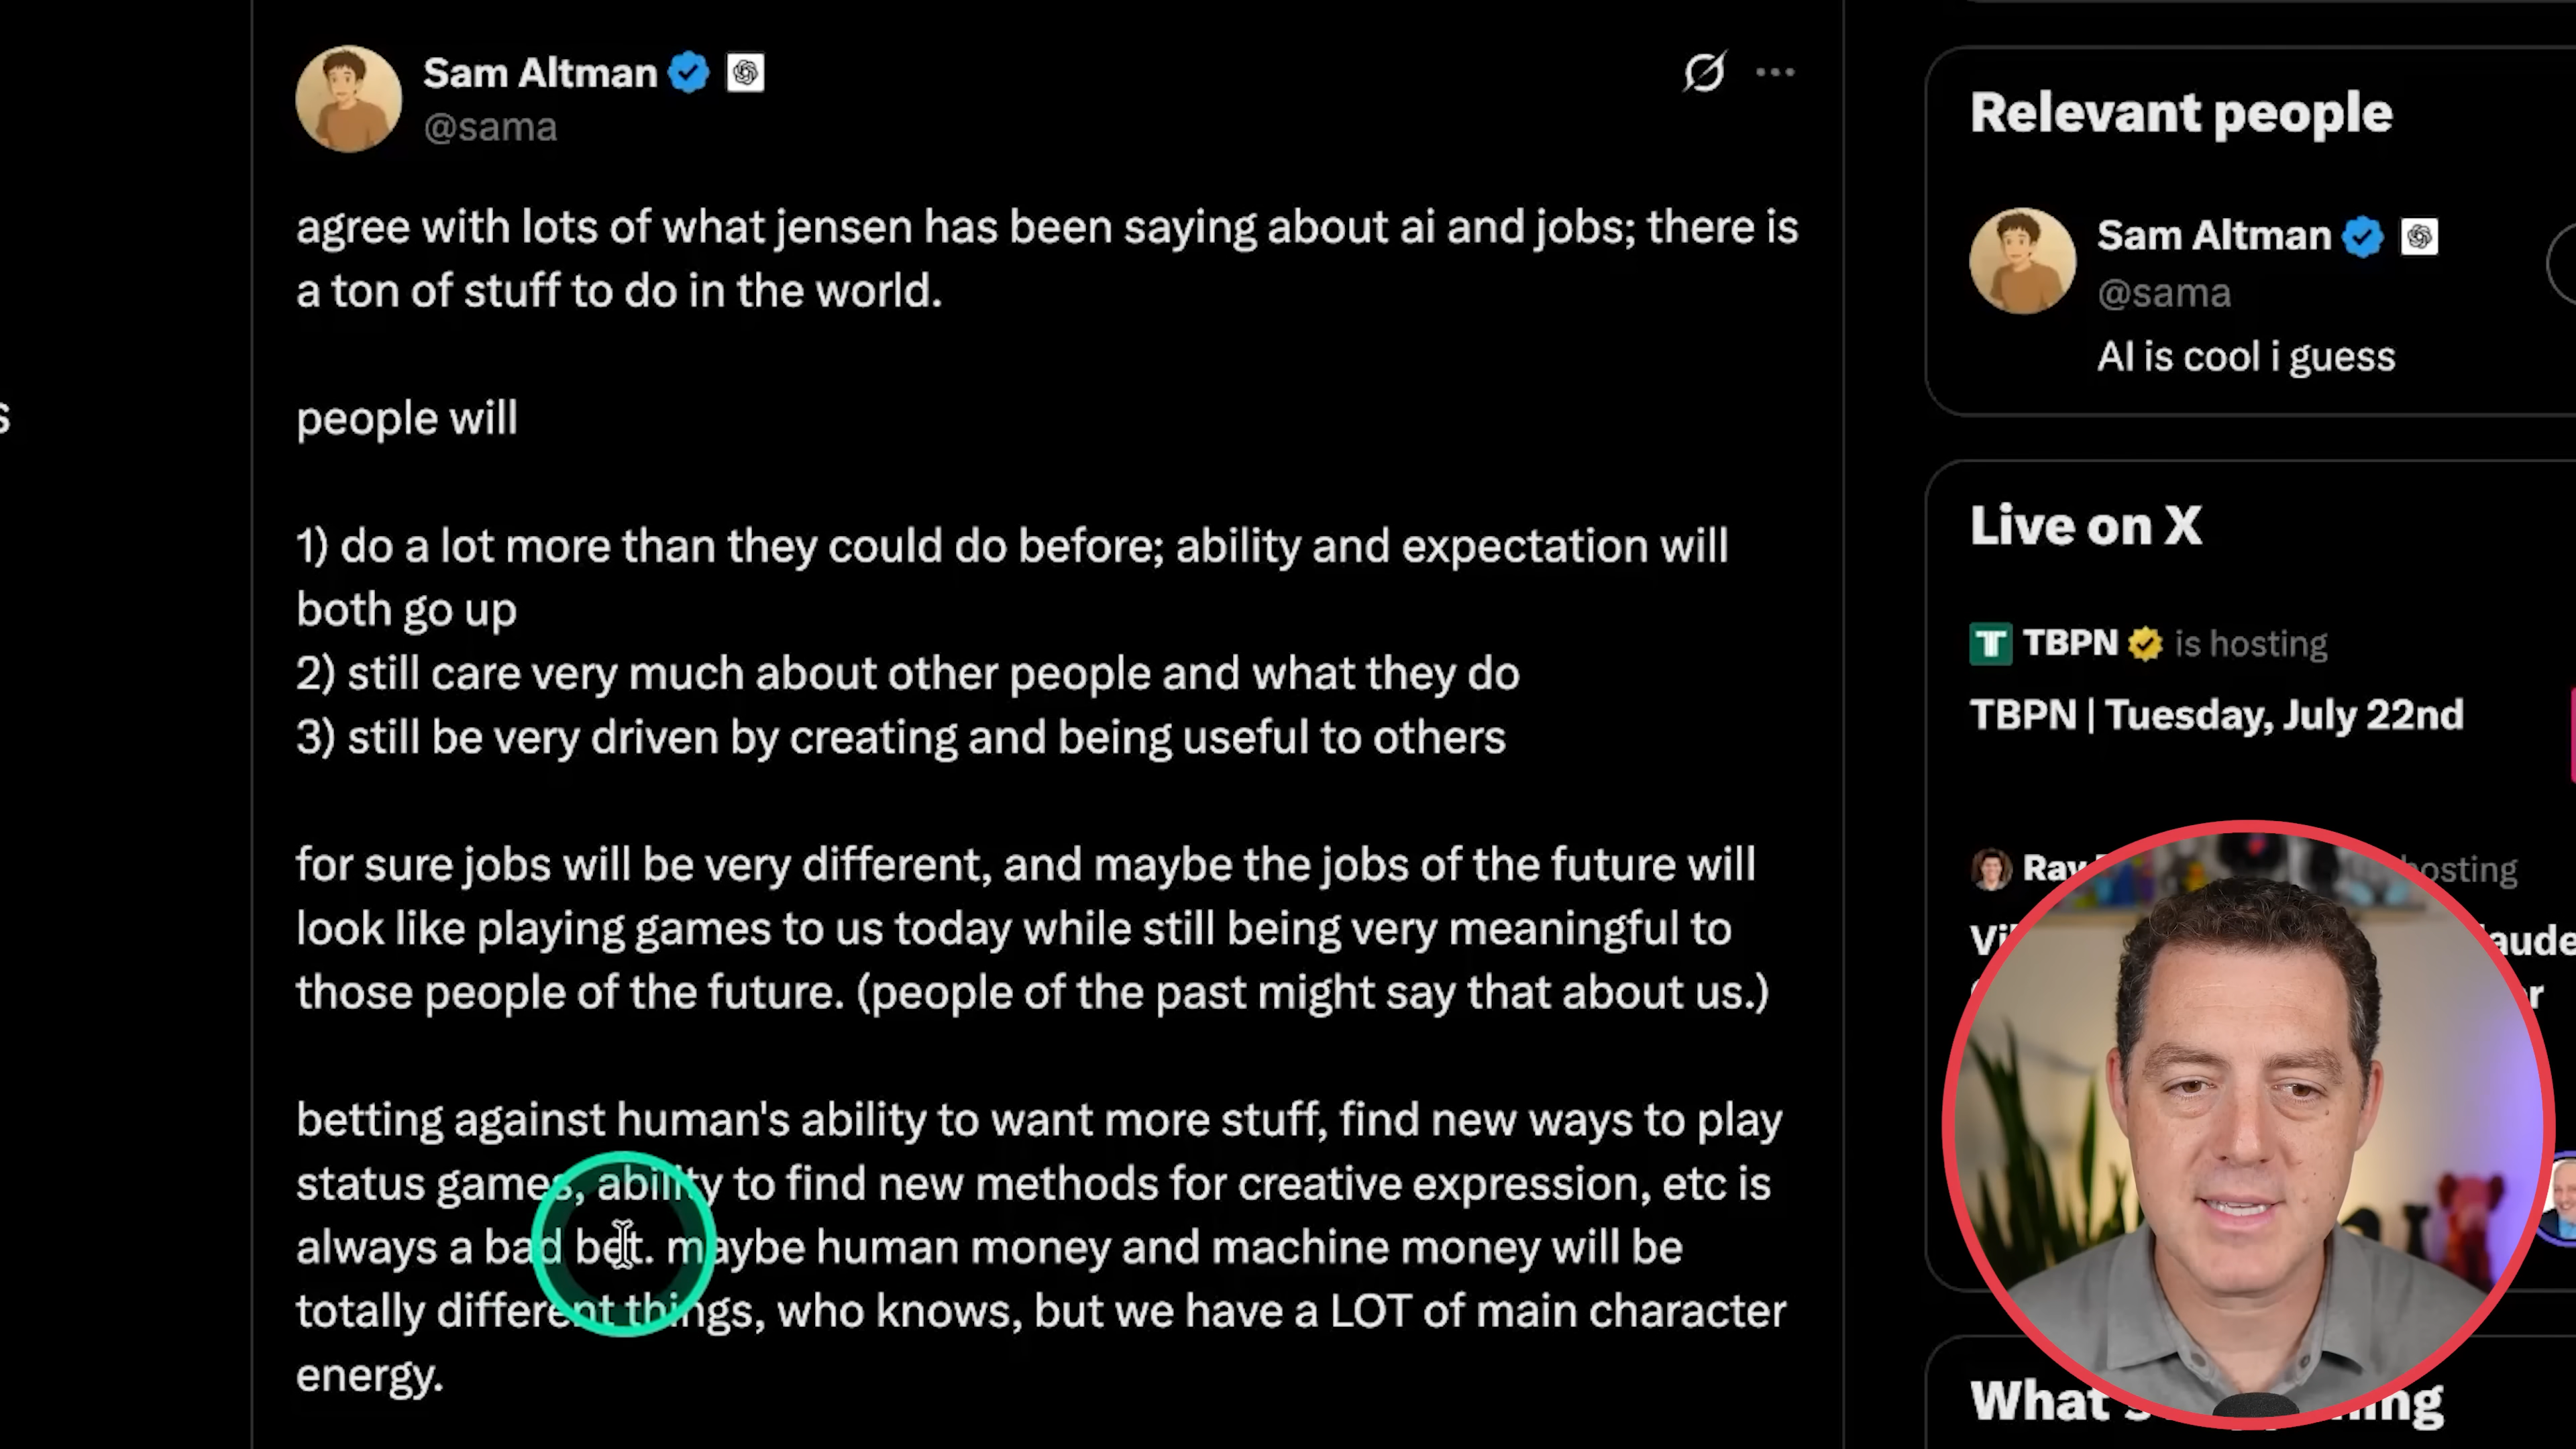 Sam Altman
@sama
agree with lots of what jensen has been saying about ai and jobs; there is
a ton of stuff to do in the world.
people will
1) do a lot more than they could do before; ability and expectation will
both go up
2) still care very much about other people and what they do
3) still be very driven by creating and being useful to others
for sure jobs will be very different, and maybe the jobs of the future will
look like playing games to us today while still being very meaningful to
those people of the future. (people of the past might say that about us.)
betting against human's ability to want more stuff, find new ways to play
status games, ability to find new methods for creative expression, etc is
always a bad bet. maybe human money and machine money will be
totally different things, who knows, but we have a LOT of main character
energy.
Relevant people
Sam Altman
@sama
AI is cool i guess
Live on X
TBPN is hosting
TBPN | Tuesday, July 22nd
Ray
What's